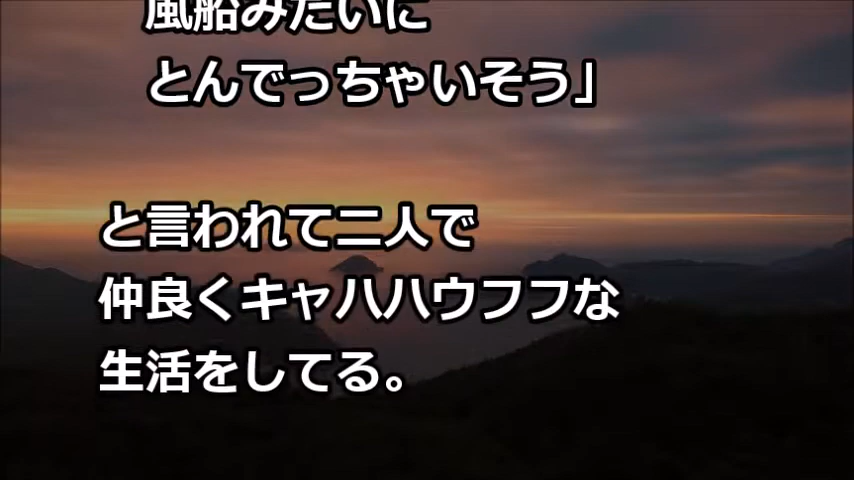 風船みたいに
とんでっちゃいそう」
と言われて二人で
仲良くキャハハウフフな
生活をしてる。